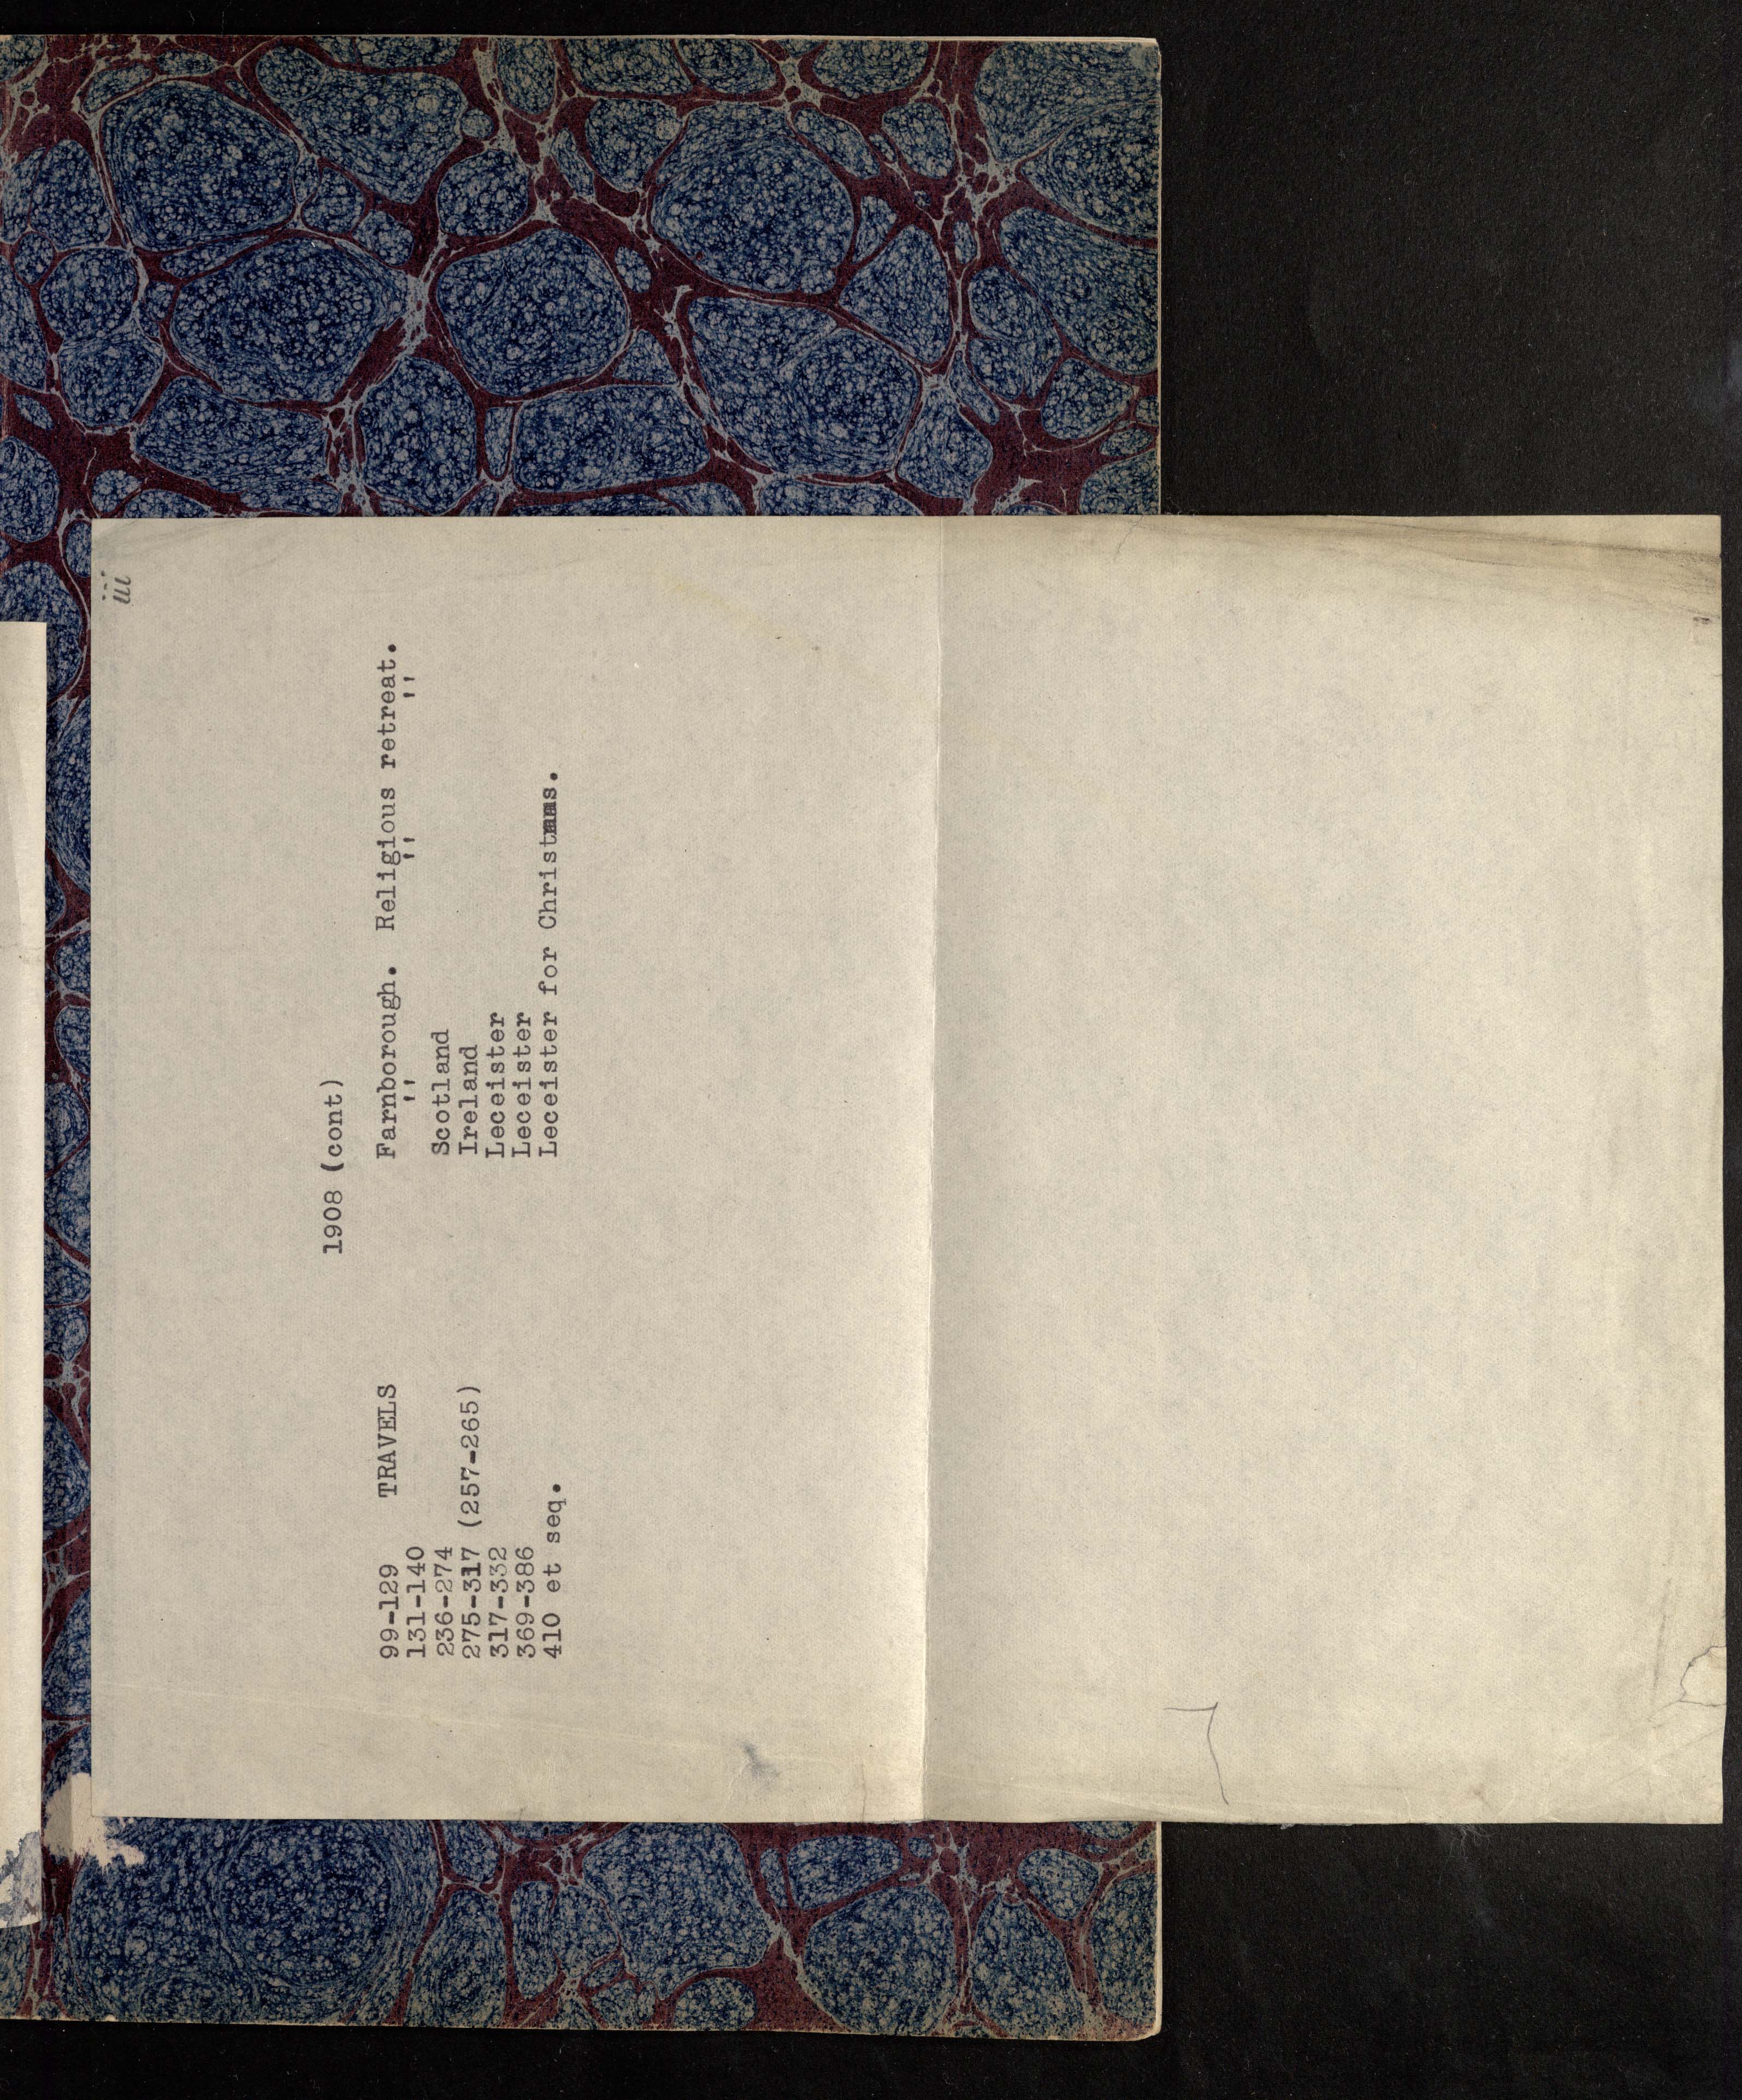 iii
1908 (cont)
99-129 TRAVELS Farnborough. Religious retreat.
131-140 '' '' ''
236-274 Scotland
275-317 (257-265) Ireland
317-332 Leceister
369-386 Leceister
410 et seq. Leceister for Christmas.